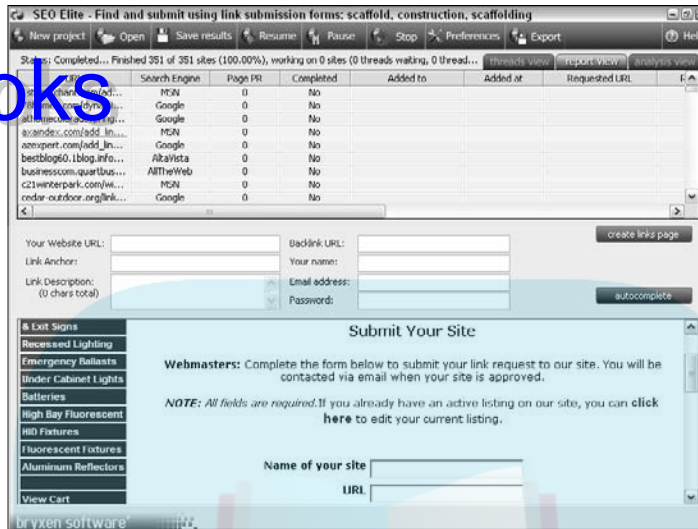 SEO Elite - Find and submit using link submission forms: scaffold, construction, scaffolding
New project Open Save results Resume Pause Stop Preferences Export Hel
Status: Completed... Finished 351 of 351 sites (100.00%), working on 0 sites (0 threads waiting, 0 thread... threads view report view analysis view
oks
URL Search Engine Page PR Completed Added to Added at Requested URL
MSN 0 No
Google 0 No
Google 0 No
axaindex.com/add_lin... MSN 0 No
azexpert.com/add_lin... Google 0 No
bestblog60.1blog.info... AltaVista 0 No
businesscom.quartbus... AllTheWeb 0 No
c21winterpark.com/wi... MSN 0 No
cedar-outdoor.org/link... Google 0 No
create links page
Your Website URL: Backlink URL:
Link Anchor: Your name:
Link Description: Email address:
(0 chars total) Password:
autocomplete
& Exit Signs
Recessed Lighting
Emergency Ballasts
Under Cabinet Lights
Batteries
High Bay Fluorescent
HID Fixtures
Fluorescent Fixtures
Aluminum Reflectors
View Cart
Submit Your Site
Webmasters: Complete the form below to submit your link request to our site. You will be
contacted via email when your site is approved.
NOTE: All fields are required.If you already have an active listing on our site, you can click
here to edit your current listing.
Name of your site
URL
bryxen software